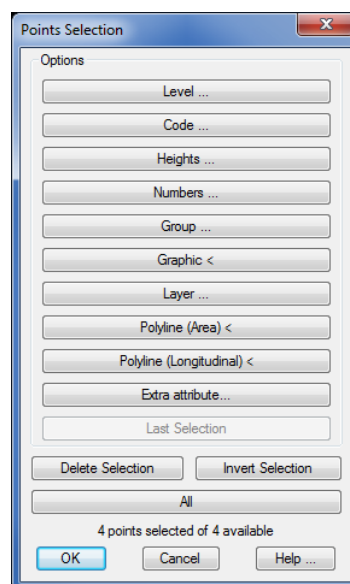 Points Selection
Options
Level ...
Code ...
Heights ...
Numbers ...
Group ...
Graphic <
Layer ...
Polyline (Area) <
Polyline (Longitudinal) <
Extra attribute...
Last Selection
Delete Selection Invert Selection
All
4 points selected of 4 available
OK Cancel Help ...